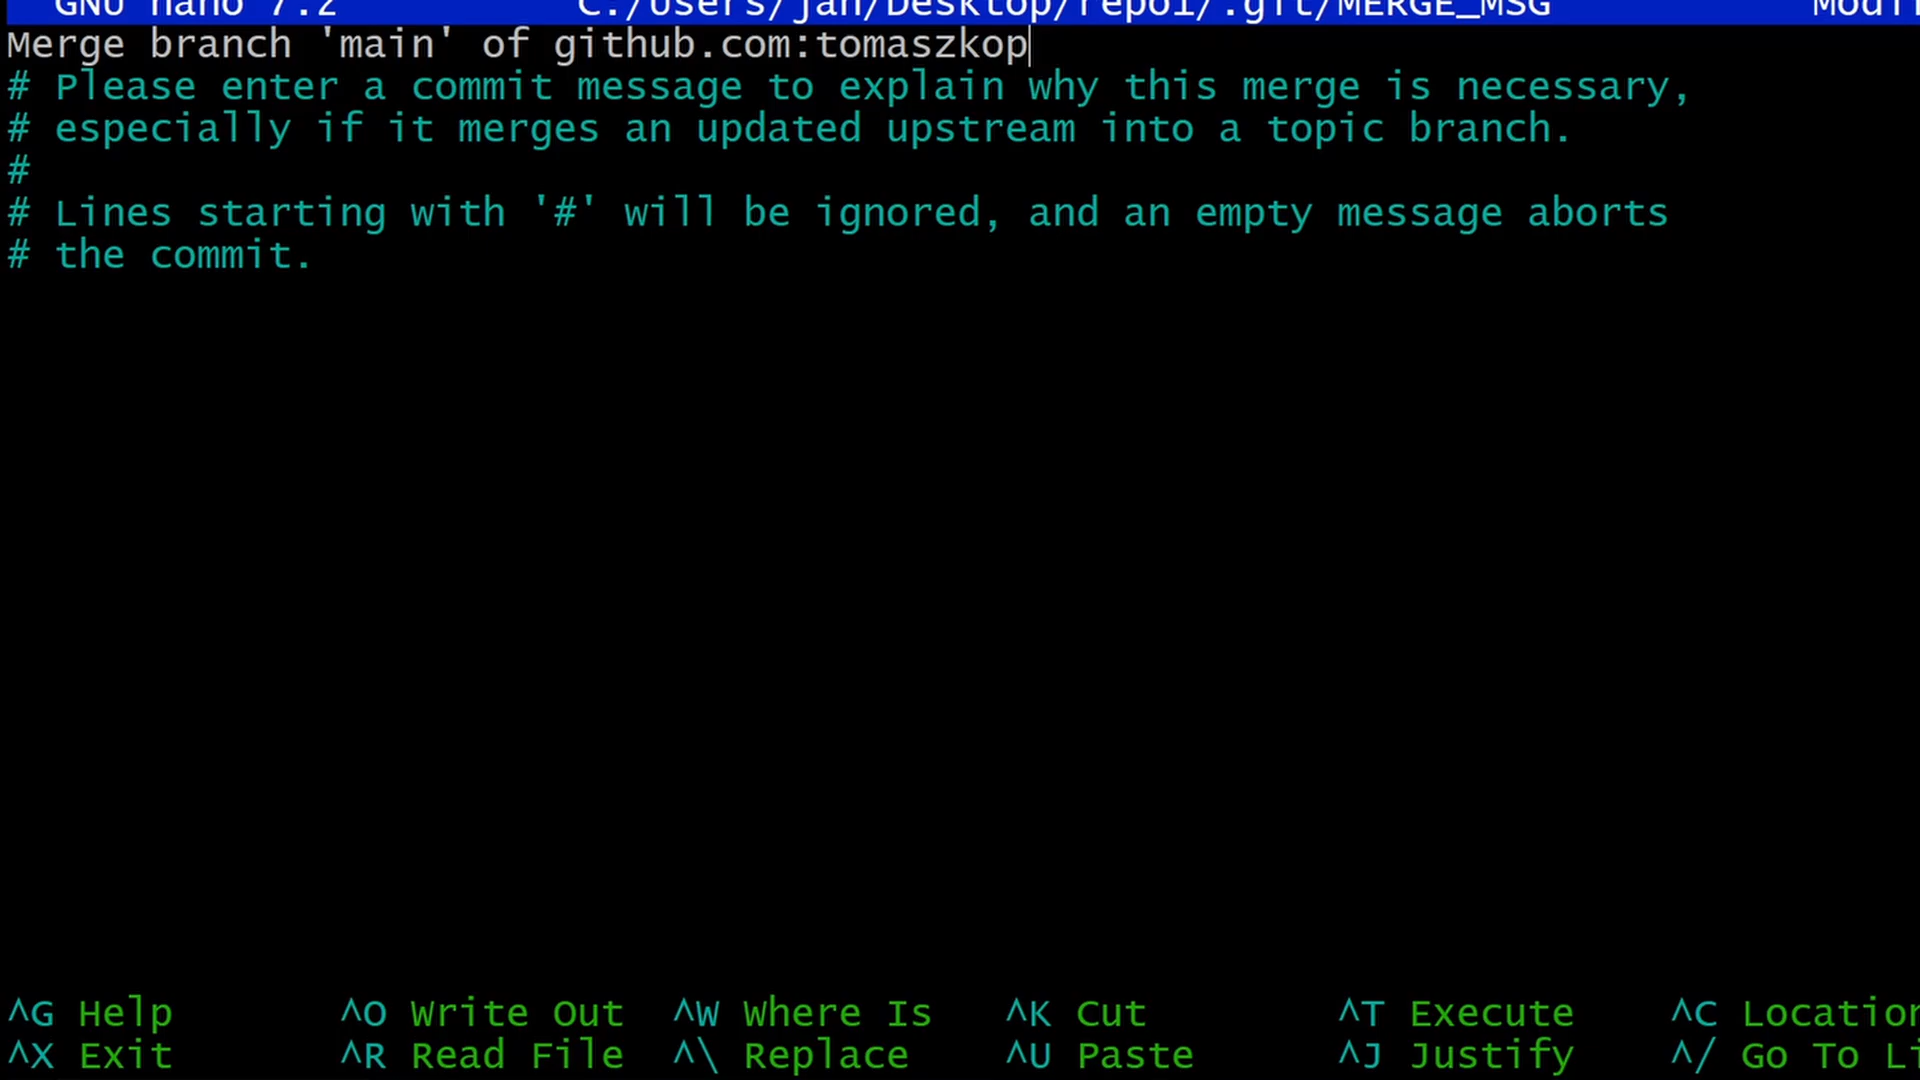 GNU nano 7.2 C:/Users/jan/Desktop/repo1/.git/MERGE_MSG Modi
Merge branch 'main' of github.com:tomaszkop
# Please enter a commit message to explain why this merge is necessary,
# especially if it merges an updated upstream into a topic branch.
#
# Lines starting with '#' will be ignored, and an empty message aborts
# the commit.
^G Help ^O Write Out ^W Where Is ^K Cut ^T Execute ^C Location
^X Exit ^R Read File ^\ Replace ^U Paste ^J Justify ^/ Go To Li